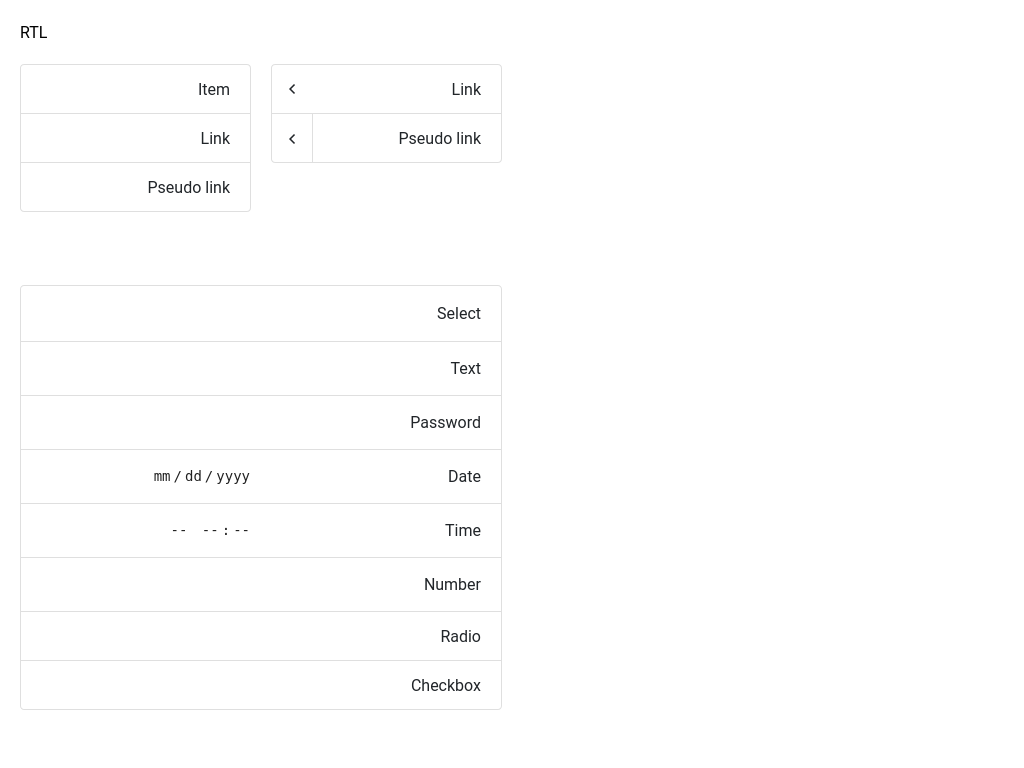 RTL
Item
Link
Pseudo link
Link
Pseudo link
Select
Text
Password
Date mm/dd/yyyy
Time -- --:--
Number
Radio
Checkbox